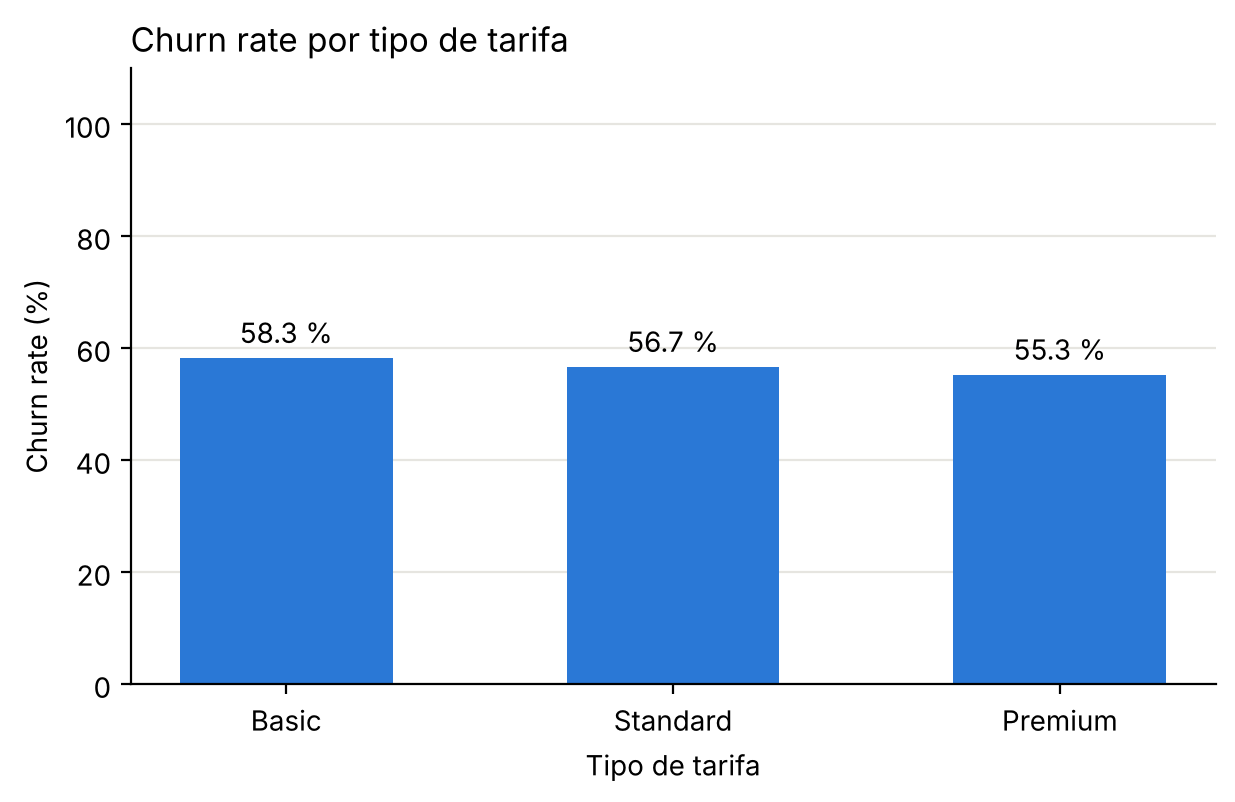 Churn rate por tipo de tarifa
Churn rate (%)
100
80
60
40
20
0
58.3 %
56.7 %
55.3 %
Basic
Standard
Premium
Tipo de tarifa